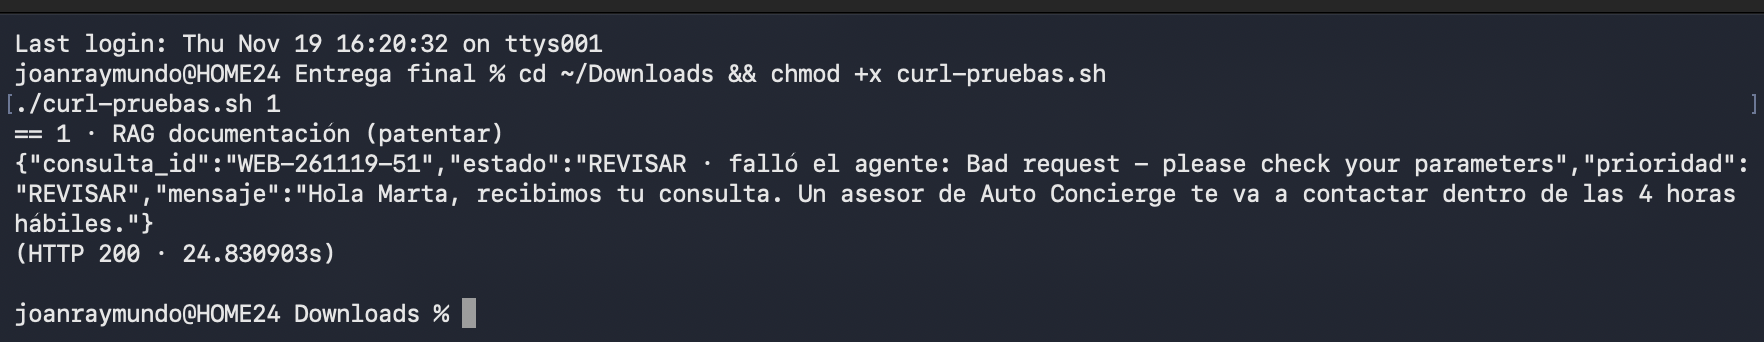 Last login: Thu Nov 19 16:20:32 on ttys001
joanraymundo@HOME24 Entrega final % cd ~/Downloads && chmod +x curl-pruebas.sh
[./curl-pruebas.sh 1 ]
== 1 · RAG documentación (patentar)
{"consulta_id":"WEB-261119-51","estado":"REVISAR · falló el agente: Bad request - please check your parameters","prioridad":
"REVISAR","mensaje":"Hola Marta, recibimos tu consulta. Un asesor de Auto Concierge te va a contactar dentro de las 4 horas
hábiles."}
(HTTP 200 · 24.830903s)
joanraymundo@HOME24 Downloads %